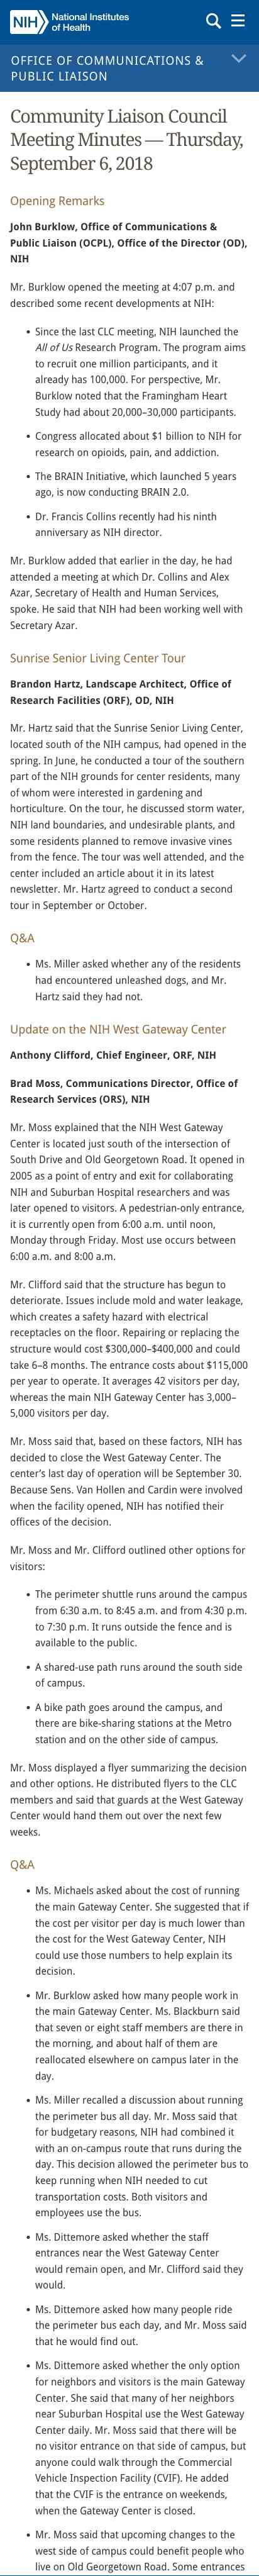 NIH National Institutes
of Health
OFFICE OF COMMUNICATIONS &
PUBLIC LIAISON
Community Liaison Council
Meeting Minutes — Thursday,
September 6, 2018
Opening Remarks
John Burklow, Office of Communications &
Public Liaison (OCPL), Office of the Director (OD),
NIH
Mr. Burklow opened the meeting at 4:07 p.m. and
described some recent developments at NIH:
▪ Since the last CLC meeting, NIH launched the
All of Us Research Program. The program aims
to recruit one million participants, and it
already has 100,000. For perspective, Mr.
Burklow noted that the Framingham Heart
Study had about 20,000–30,000 participants.
▪ Congress allocated about $1 billion to NIH for
research on opioids, pain, and addiction.
▪ The BRAIN Initiative, which launched 5 years
ago, is now conducting BRAIN 2.0.
▪ Dr. Francis Collins recently had his ninth
anniversary as NIH director.
Mr. Burklow added that earlier in the day, he had
attended a meeting at which Dr. Collins and Alex
Azar, Secretary of Health and Human Services,
spoke. He said that NIH had been working well with
Secretary Azar.
Sunrise Senior Living Center Tour
Brandon Hartz, Landscape Architect, Office of
Research Facilities (ORF), OD, NIH
Mr. Hartz said that the Sunrise Senior Living Center,
located south of the NIH campus, had opened in the
spring. In June, he conducted a tour of the southern
part of the NIH grounds for center residents, many
of whom were interested in gardening and
horticulture. On the tour, he discussed storm water,
NIH land boundaries, and undesirable plants, and
some residents planned to remove invasive vines
from the fence. The tour was well attended, and the
center included an article about it in its latest
newsletter. Mr. Hartz agreed to conduct a second
tour in September or October.
Q&A
▪ Ms. Miller asked whether any of the residents
had encountered unleashed dogs, and Mr.
Hartz said they had not.
Update on the NIH West Gateway Center
Anthony Clifford, Chief Engineer, ORF, NIH
Brad Moss, Communications Director, Office of
Research Services (ORS), NIH
Mr. Moss explained that the NIH West Gateway
Center is located just south of the intersection of
South Drive and Old Georgetown Road. It opened in
2005 as a point of entry and exit for collaborating
NIH and Suburban Hospital researchers and was
later opened to visitors. A pedestrian-only entrance,
it is currently open from 6:00 a.m. until noon,
Monday through Friday. Most use occurs between
6:00 a.m. and 8:00 a.m.
Mr. Clifford said that the structure has begun to
deteriorate. Issues include mold and water leakage,
which creates a safety hazard with electrical
receptacles on the floor. Repairing or replacing the
structure would cost $300,000–$400,000 and could
take 6–8 months. The entrance costs about $115,000
per year to operate. It averages 42 visitors per day,
whereas the main NIH Gateway Center has 3,000–
5,000 visitors per day.
Mr. Moss said that, based on these factors, NIH has
decided to close the West Gateway Center. The
center’s last day of operation will be September 30.
Because Sens. Van Hollen and Cardin were involved
when the facility opened, NIH has notified their
offices of the decision.
Mr. Moss and Mr. Clifford outlined other options for
visitors:
▪ The perimeter shuttle runs around the campus
from 6:30 a.m. to 8:45 a.m. and from 4:30 p.m.
to 7:30 p.m. It runs outside the fence and is
available to the public.
▪ A shared-use path runs around the south side
of campus.
▪ A bike path goes around the campus, and
there are bike-sharing stations at the Metro
station and on the other side of campus.
Mr. Moss displayed a flyer summarizing the decision
and other options. He distributed flyers to the CLC
members and said that guards at the West Gateway
Center would hand them out over the next few
weeks.
Q&A
▪ Ms. Michaels asked about the cost of running
the main Gateway Center. She suggested that if
the cost per visitor per day is much lower than
the cost for the West Gateway Center, NIH
could use those numbers to help explain its
decision.
▪ Mr. Burklow asked how many people work in
the main Gateway Center. Ms. Blackburn said
that seven or eight staff members are there in
the morning, and about half of them are
reallocated elsewhere on campus later in the
day.
▪ Ms. Miller recalled a discussion about running
the perimeter bus all day. Mr. Moss said that
for budgetary reasons, NIH had combined it
with an on-campus route that runs during the
day. This decision allowed the perimeter bus to
keep running when NIH needed to cut
transportation costs. Both visitors and
employees use the bus.
▪ Ms. Dittemore asked whether the staff
entrances near the West Gateway Center
would remain open, and Mr. Clifford said they
would.
▪ Ms. Dittemore asked how many people ride
the perimeter bus each day, and Mr. Moss said
that he would find out.
▪ Ms. Dittemore asked whether the only option
for neighbors and visitors is the main Gateway
Center. She said that many of her neighbors
near Suburban Hospital use the West Gateway
Center daily. Mr. Moss said that there will be
no visitor entrance on that side of campus, but
anyone could walk through the Commercial
Vehicle Inspection Facility (CVIF). He added
that the CVIF is the entrance on weekends,
when the Gateway Center is closed.
▪ Mr. Moss said that upcoming changes to the
west side of campus could benefit people who
live on Old Georgetown Road. Some entrances